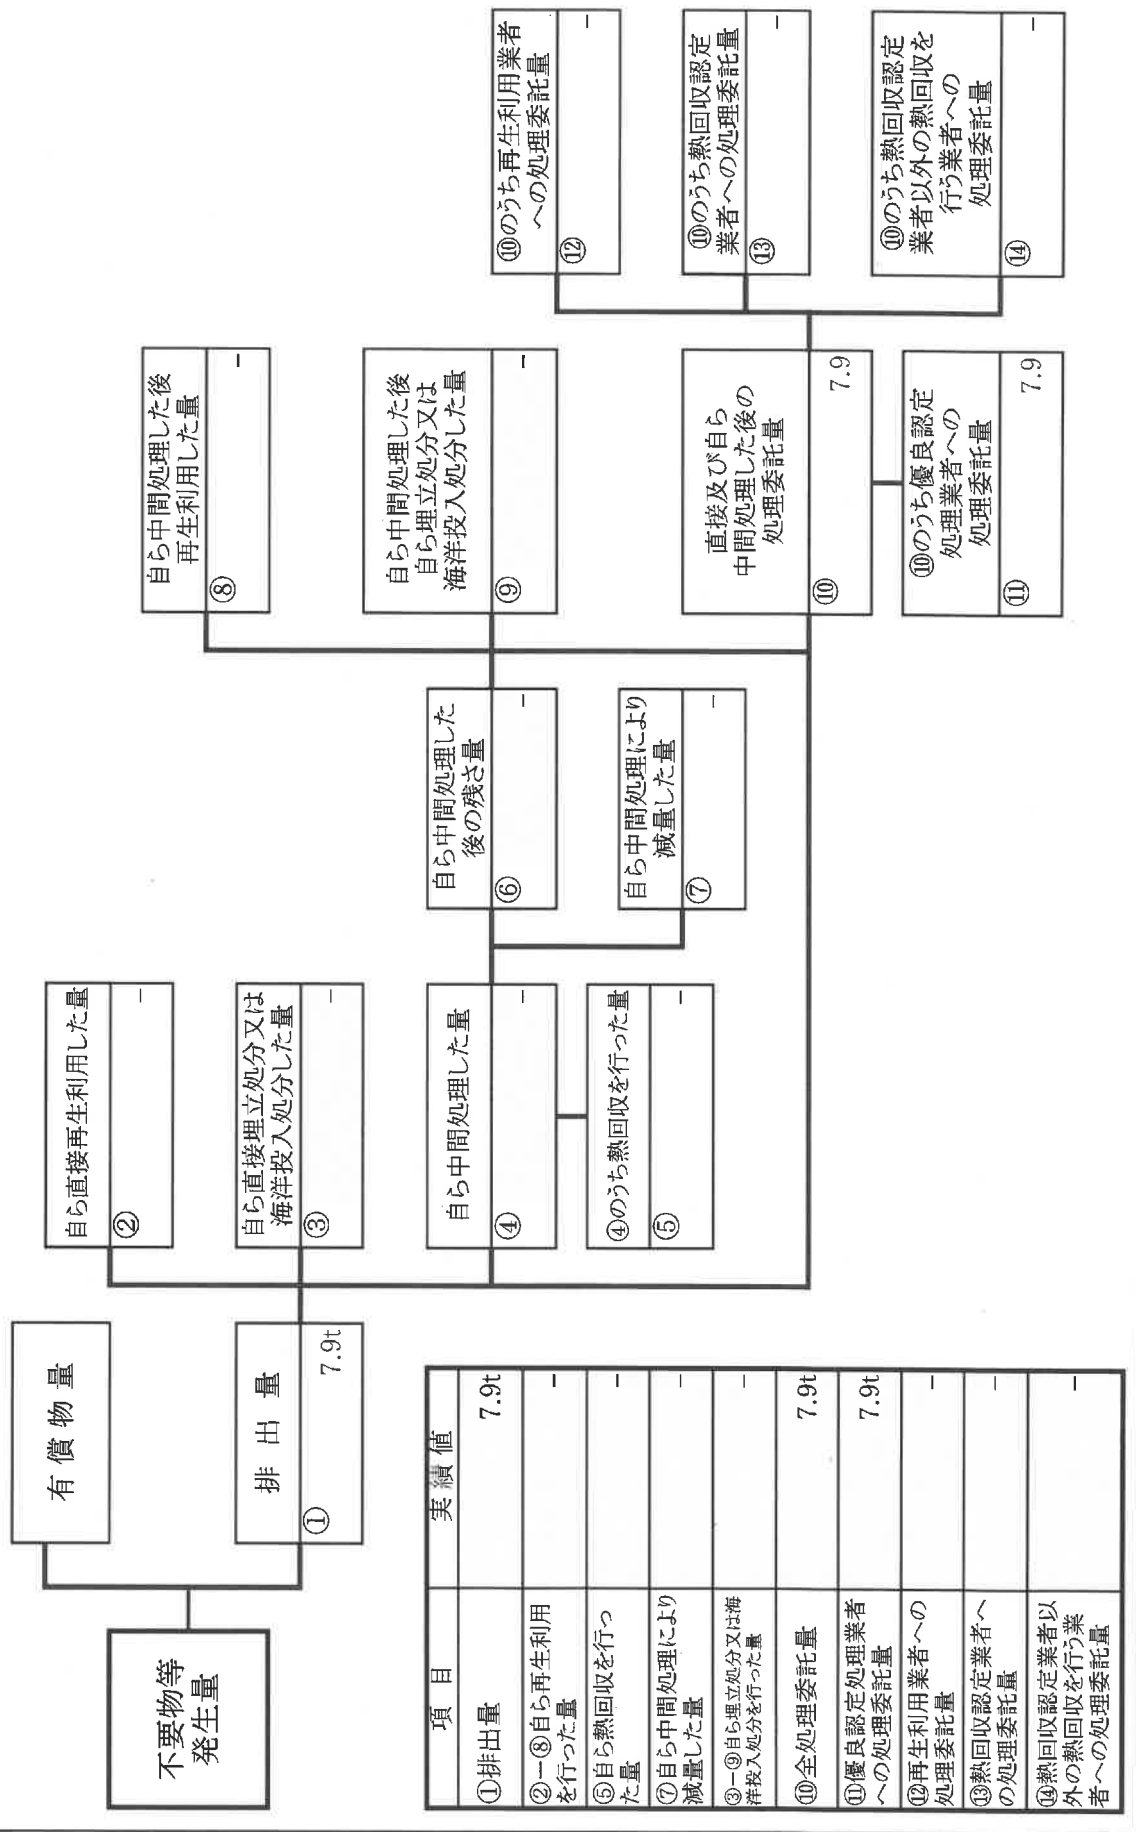 不要物等
発生量
有償物量
排出量
①
7.9t
自ら直接再生利用した量
②
－
自ら直接埋立処分又は
海洋投入処分した量
③
－
自ら中間処理した量
④
－
④のうち熱回収を行った量
⑤
－
自ら中間処理した
後の残さ量
⑥
－
自ら中間処理により
減量した量
⑦
－
自ら中間処理した後
再生利用した量
⑧
－
自ら中間処理した後
自ら埋立処分又は
海洋投入処分した量
⑨
－
直接及び自ら
中間処理した後の
処理委託量
⑩
7.9
⑩のうち優良認定
処理業者への
処理委託量
⑪
7.9
⑩のうち再生利用業者
への処理委託量
⑫
－
⑩のうち熱回収認定
業者への処理委託量
⑬
－
⑩のうち熱回収認定
業者以外の熱回収を
行う業者への
処理委託量
⑭
－
項目 実績値
①排出量 7.9t
②－⑧自ら再生利用
を行った量 －
⑤自ら熱回収を行っ
た量 －
⑦自ら中間処理により
減量した量 －
③－⑨自ら埋立処分又は海
洋投入処分を行った量 －
⑩全処理委託量 7.9t
⑪優良認定処理業者
への処理委託量 7.9t
⑫再生利用業者への
処理委託量 －
⑬熱回収認定業者へ
の処理委託量 －
⑭熱回収認定業者以
外の熱回収を行う業
者への処理委託量 －